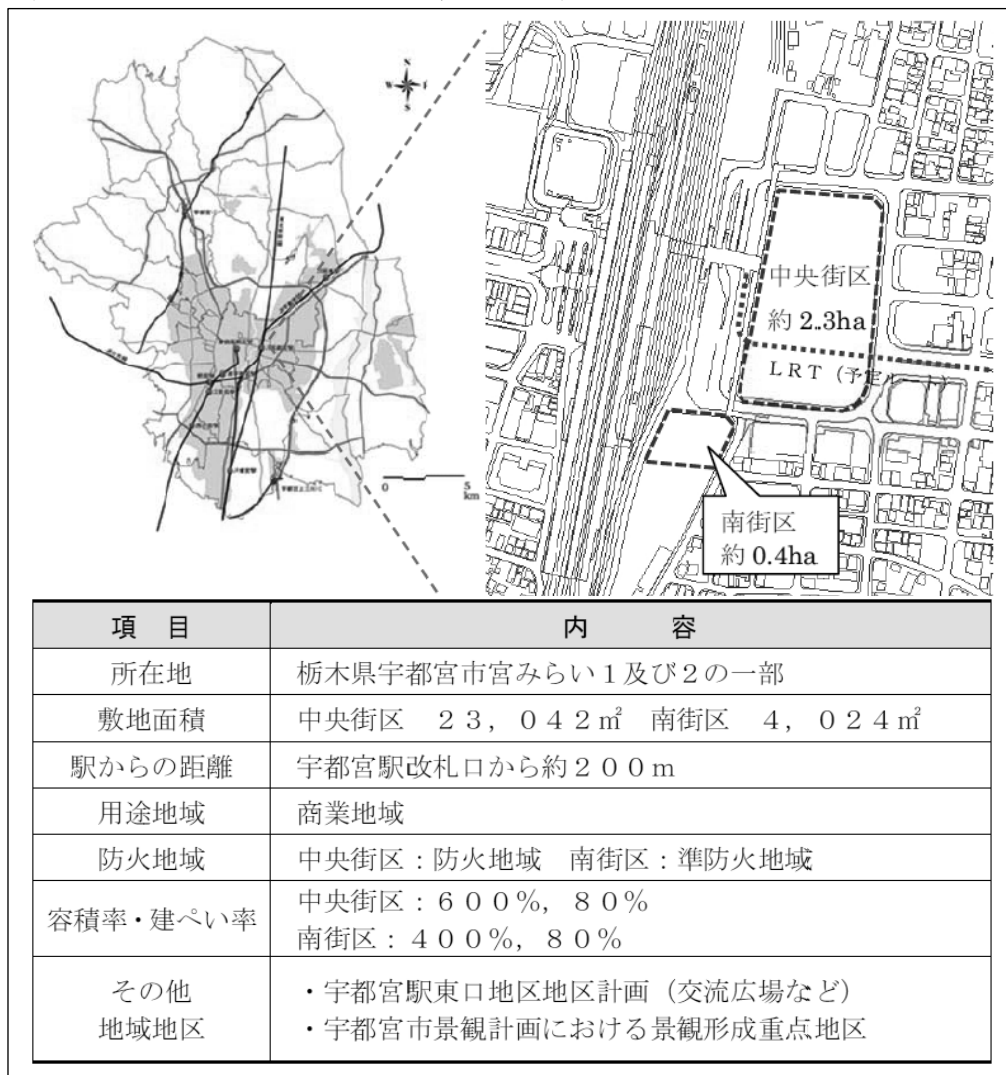 N
W
S
0
5
km
中央街区
約2.3ha
LRT（予定ルート）
南街区
約0.4ha
項　目　内　容
所在地　栃木県宇都宮市宮みらい１及び２の一部
敷地面積　中央街区　２３，０４２㎡　南街区　４，０２４㎡
駅からの距離　宇都宮駅改札口から約２００ｍ
用途地域　商業地域
防火地域　中央街区：防火地域　南街区：準防火地域
容積率・建ぺい率　中央街区：６００％，８０％
南街区：４００％，８０％
その他　・宇都宮駅東口地区地区計画（交流広場など）
地域地区　・宇都宮市景観計画における景観形成重点地区